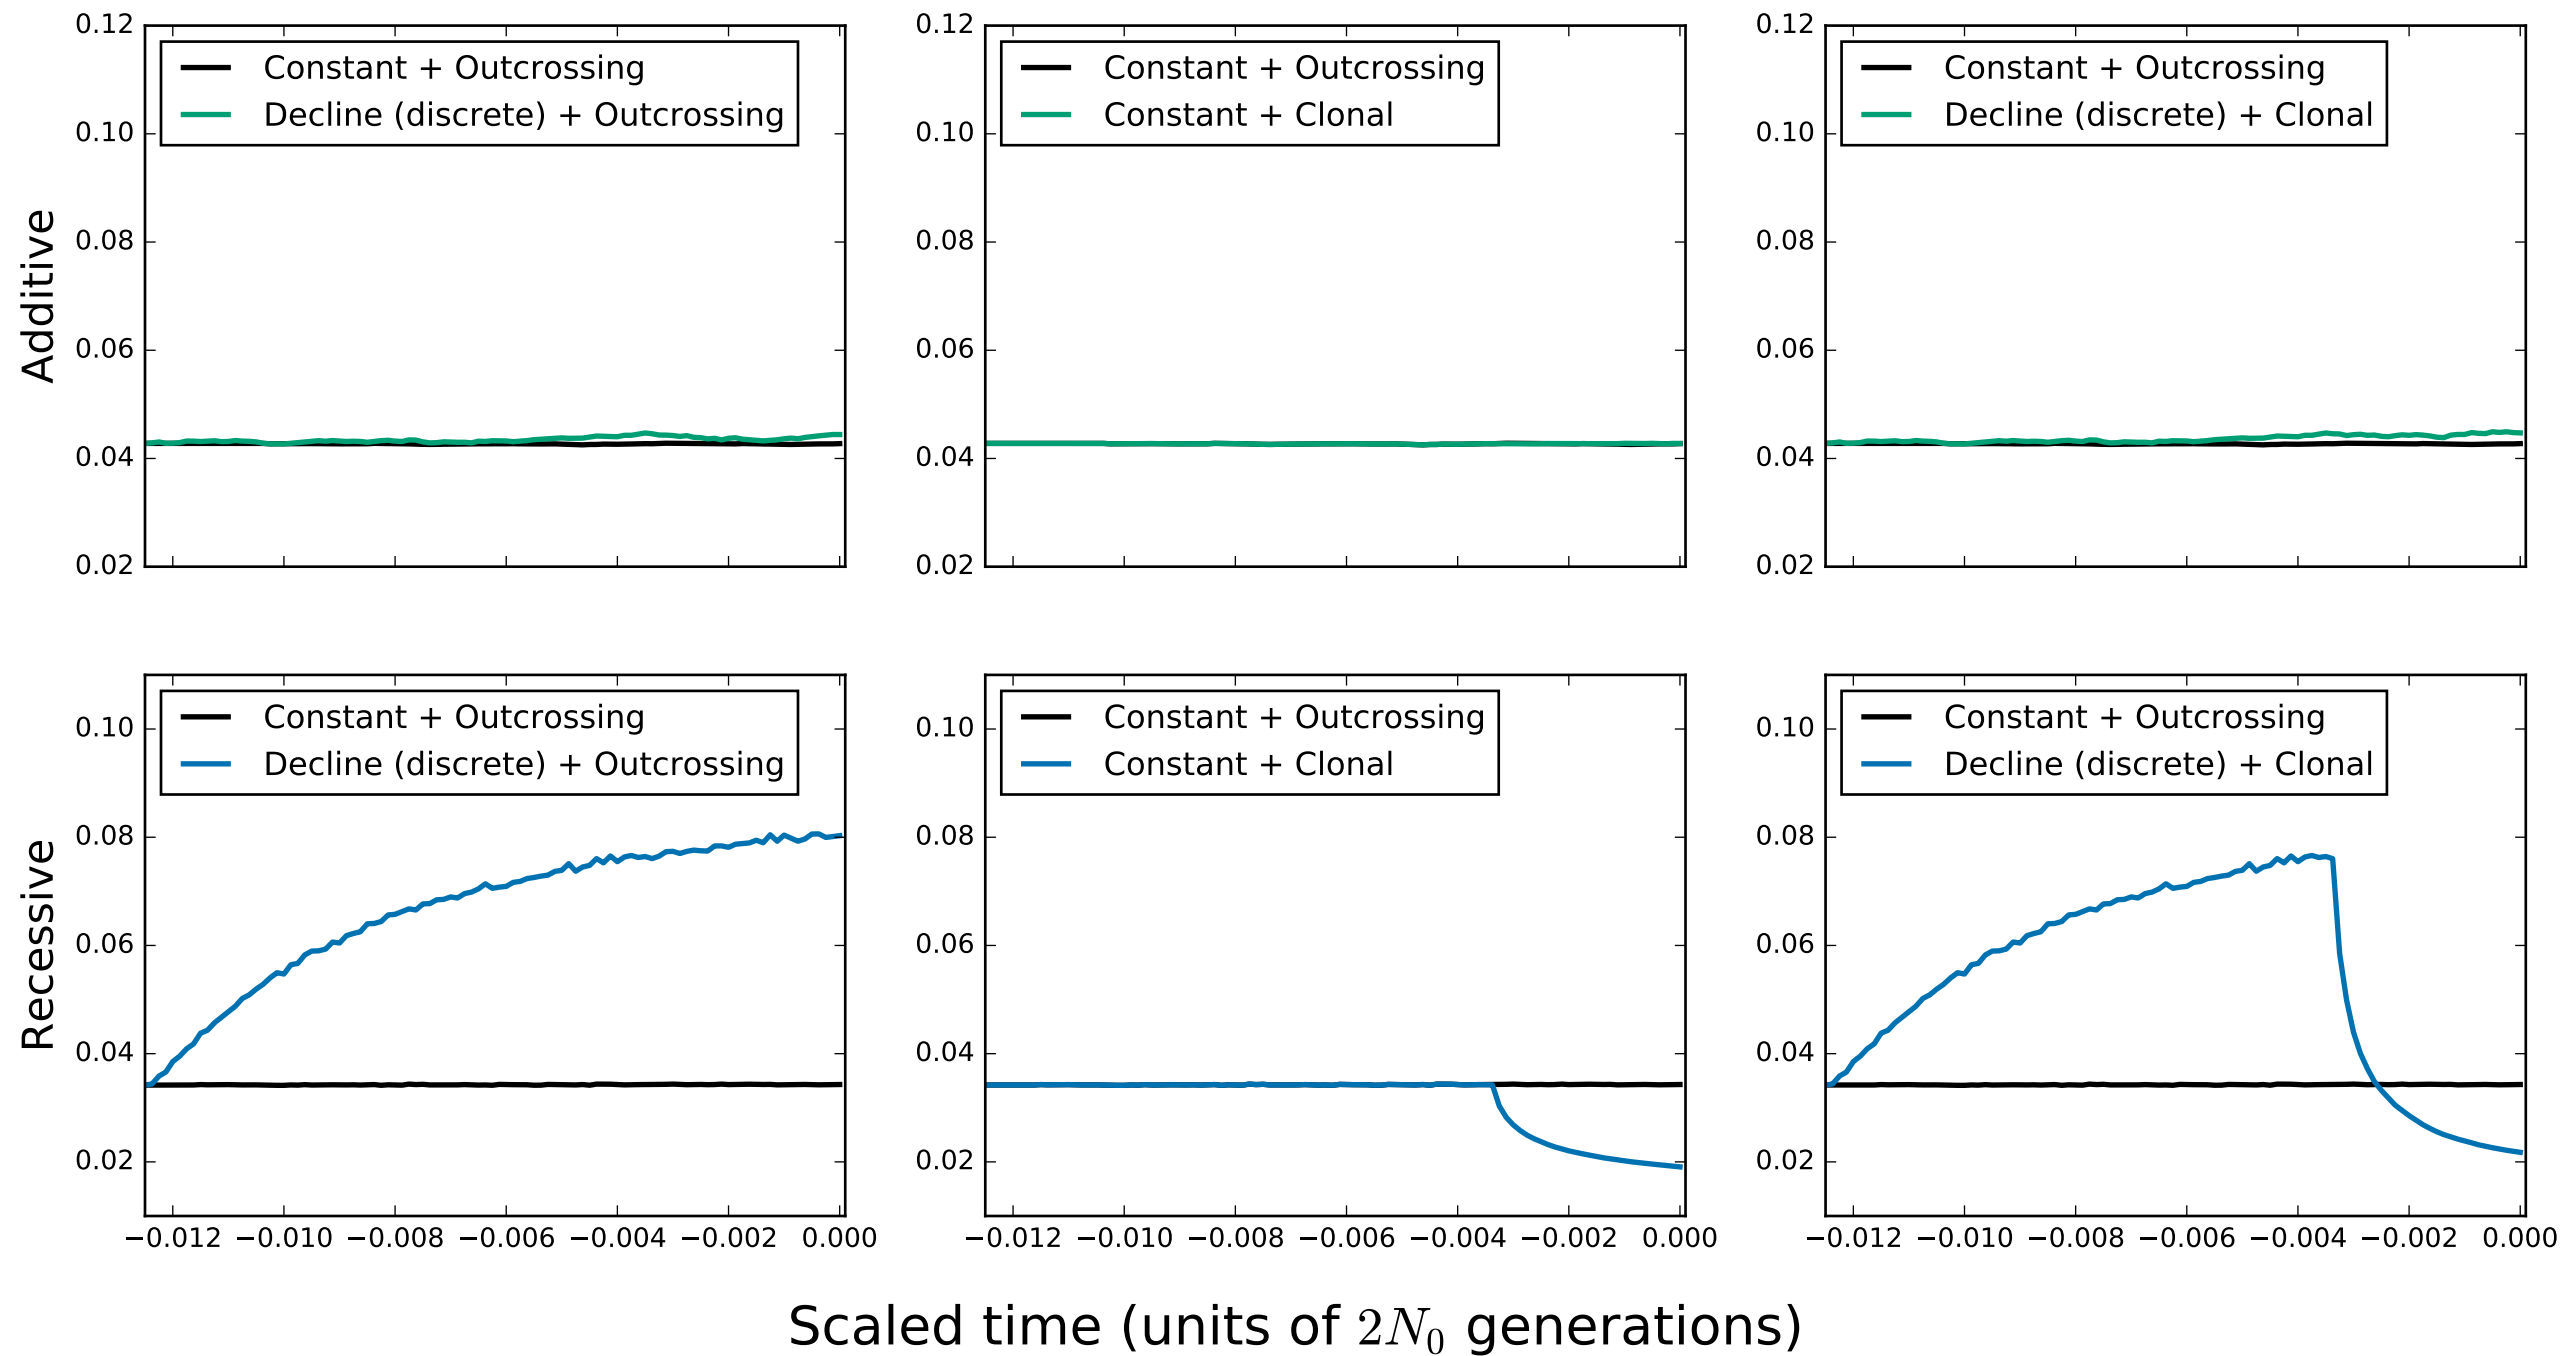 0.12
0.10
0.08
0.06
0.04
0.02
Additive
Constant + Outcrossing
Decline (discrete) + Outcrossing
0.12
0.10
0.08
0.06
0.04
0.02
Constant + Outcrossing
Constant + Clonal
0.12
0.10
0.08
0.06
0.04
0.02
Constant + Outcrossing
Decline (discrete) + Clonal
Recessive
0.10
0.08
0.06
0.04
0.02
Constant + Outcrossing
Decline (discrete) + Outcrossing
−0.012 −0.010 −0.008 −0.006 −0.004 −0.002 0.000
0.10
0.08
0.06
0.04
0.02
Constant + Outcrossing
Constant + Clonal
−0.012 −0.010 −0.008 −0.006 −0.004 −0.002 0.000
0.10
0.08
0.06
0.04
0.02
Constant + Outcrossing
Decline (discrete) + Clonal
−0.012 −0.010 −0.008 −0.006 −0.004 −0.002 0.000
Scaled time (units of 2N₀ generations)